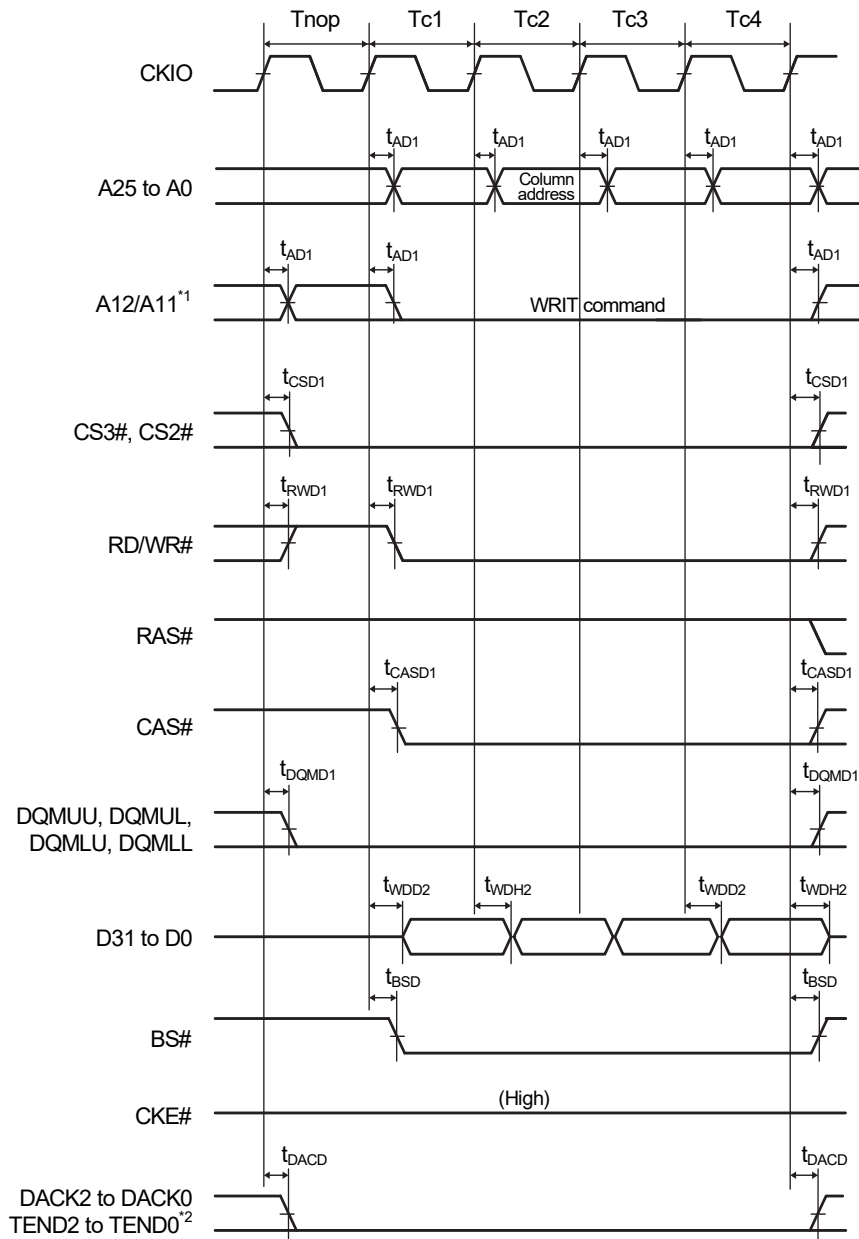 Tnop Tc1 Tc2 Tc3 Tc4
CKIO
tAD1 tAD1 tAD1 tAD1 tAD1
A25 to A0
Column
address
tAD1 tAD1 tAD1
A12/A11*1
WRIT command
tCSD1 tCSD1
CS3#, CS2#
tRWD1 tRWD1 tRWD1
RD/WR#
RAS#
tCASD1 tCASD1
CAS#
tDQMD1 tDQMD1
DQMUU, DQMUL,
DQMLU, DQMLL
tWDD2 tWDH2 tWDD2 tWDH2
D31 to D0
tBSD tBSD
BS#
(High)
CKE#
tDACD tDACD
DACK2 to DACK0
TEND2 to TEND0*2